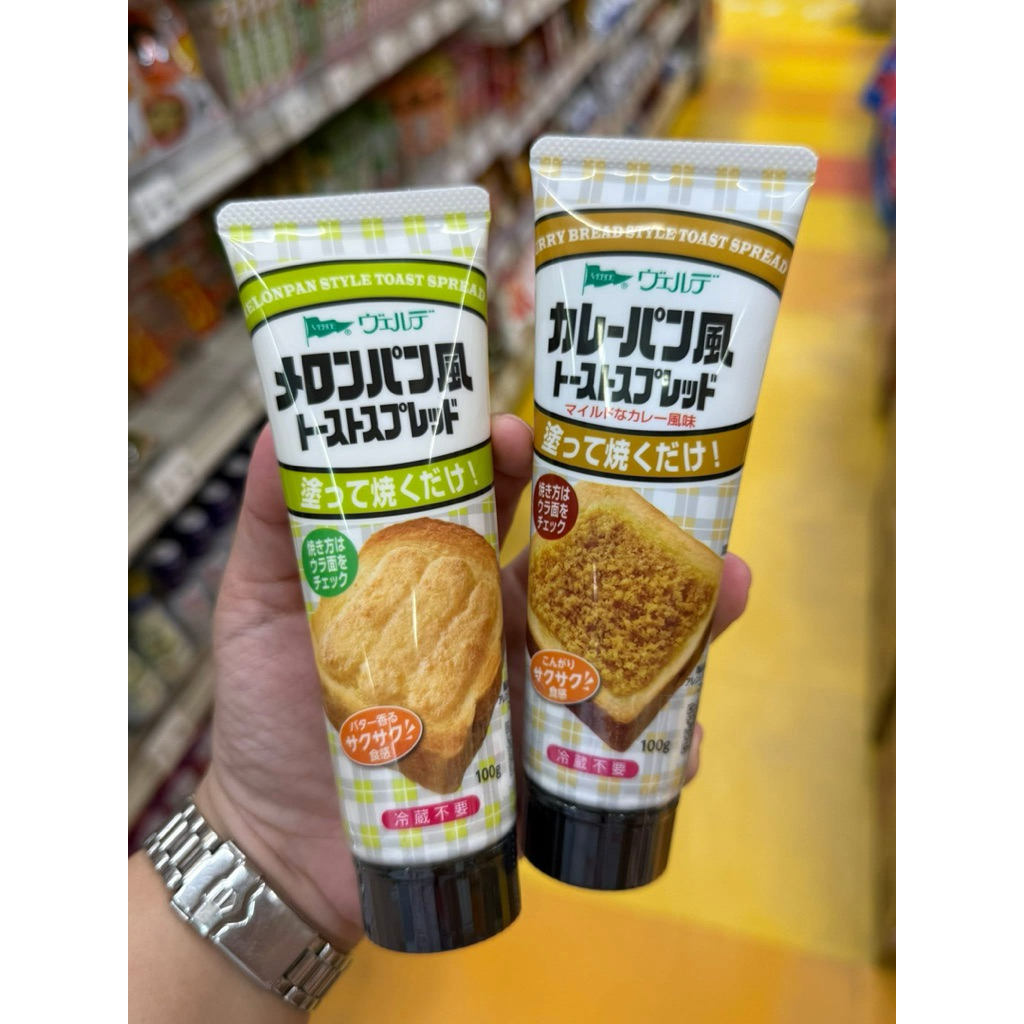 ELONPAN STYLE TOAST SPREAD
VERDE® ヴェルデ
メロンパン風
トーストスプレッド
塗って焼くだけ!
焼き方は
ウラ面を
チェック
バター香る
サクサク!
食感
100g
冷蔵不要
RRY BREAD STYLE TOAST SPREAD
VERDE® ヴェルデ
カレーパン風
トーストスプレッド
マイルドなカレー風味
塗って焼くだけ!
焼き方は
ウラ面を
チェック
こんがり
サクサク!
食感
100g
冷蔵不要